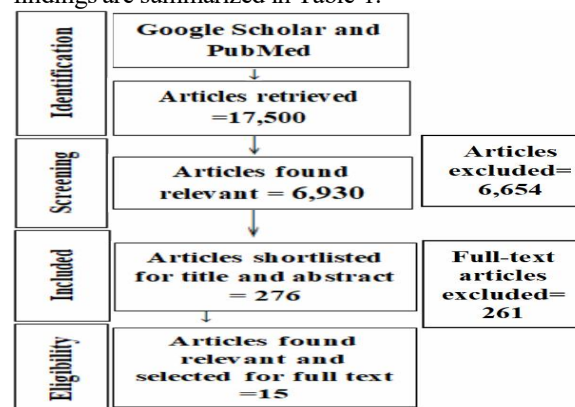 findings are summarized in Table 1.
Identification
Google Scholar and
PubMed
Articles retrieved
=17,500
Screening
Articles found
relevant = 6,930
Articles
excluded=
6,654
Included
Articles shortlisted
for title and abstract
= 276
Full-text
articles
excluded=
261
Eligibility
Articles found
relevant and
selected for full text
=15